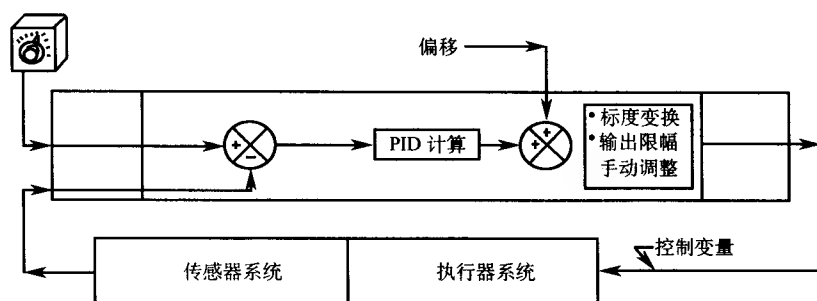 偏移
+
−
PID 计算
+
+
• 标度变换
• 输出限幅
手动调整
控制变量
传感器系统
执行器系统